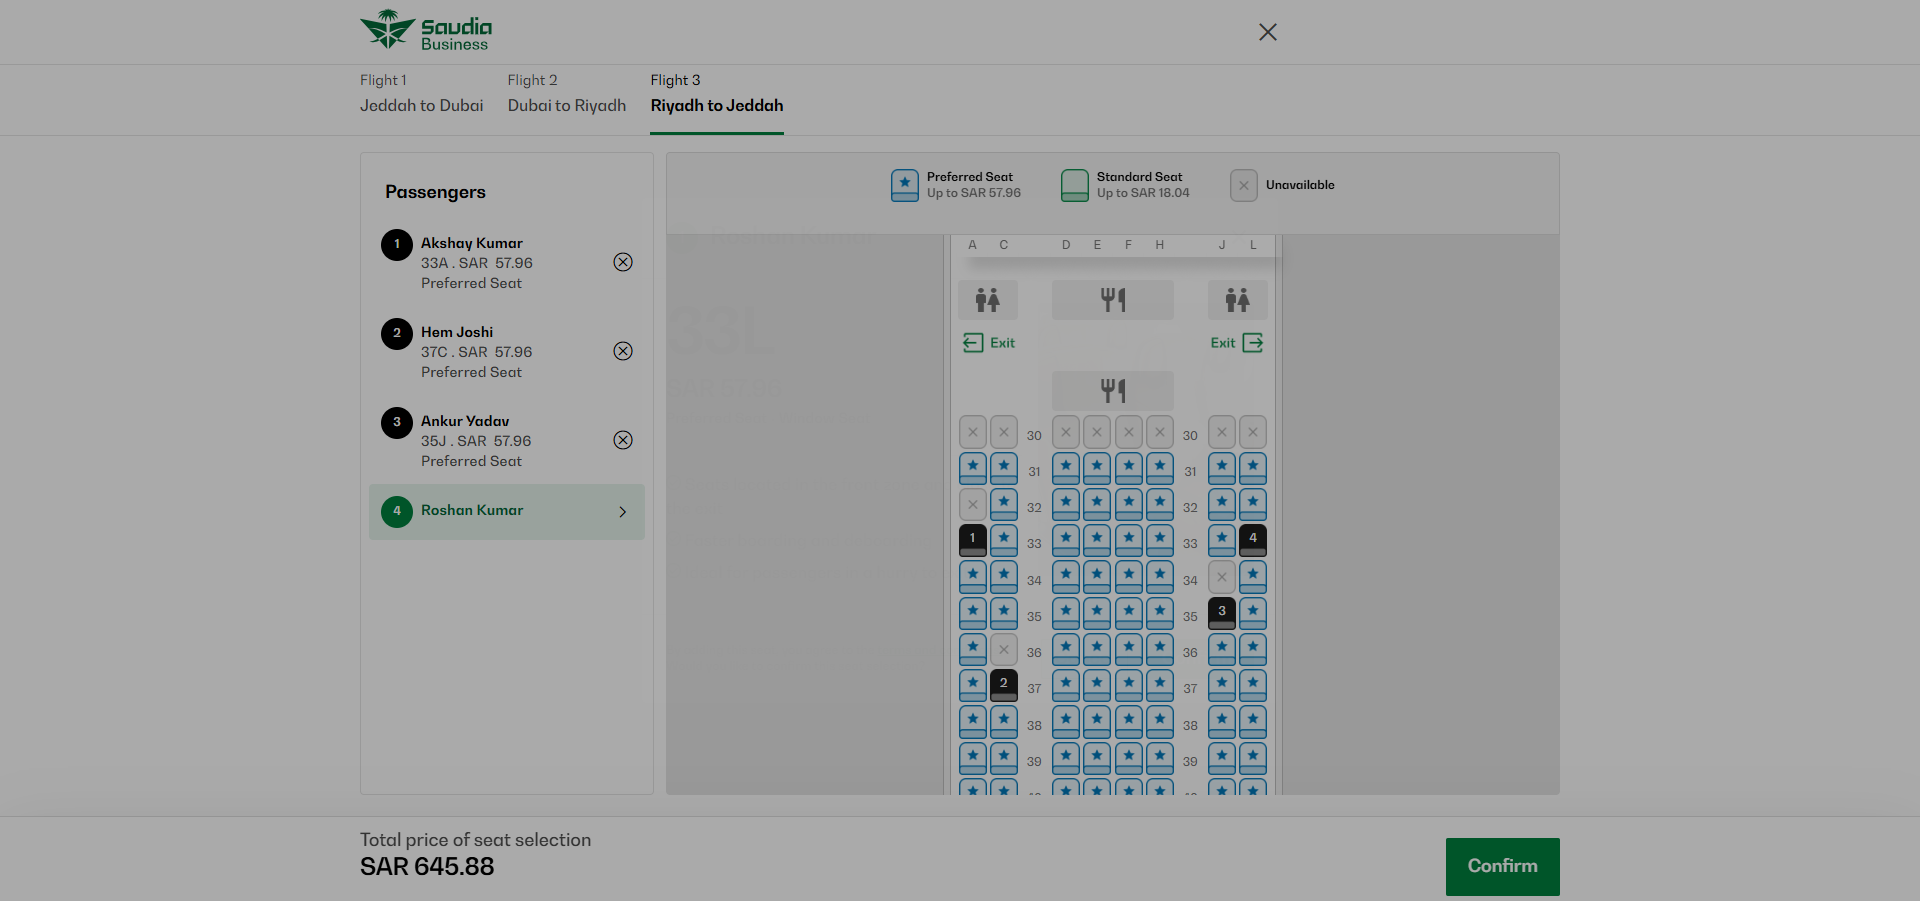 Saudia
Business
Flight 1
Jeddah to Dubai
Flight 2
Dubai to Riyadh
Flight 3
Riyadh to Jeddah
Passengers
1
Akshay Kumar
33A . SAR 57.96
Preferred Seat
2
Hem Joshi
37C . SAR 57.96
Preferred Seat
3
Ankur Yadav
35J . SAR 57.96
Preferred Seat
4
Roshan Kumar
Preferred Seat
Up to SAR 57.96
Standard Seat
Up to SAR 18.04
Unavailable
A C D E F H J L
33L
Exit Exit
30 30
31 31
32 32
1 33 33 4
34 34
35 35 3
36 36
2 37 37
38 38
39 39
Total price of seat selection
SAR 645.88
Confirm